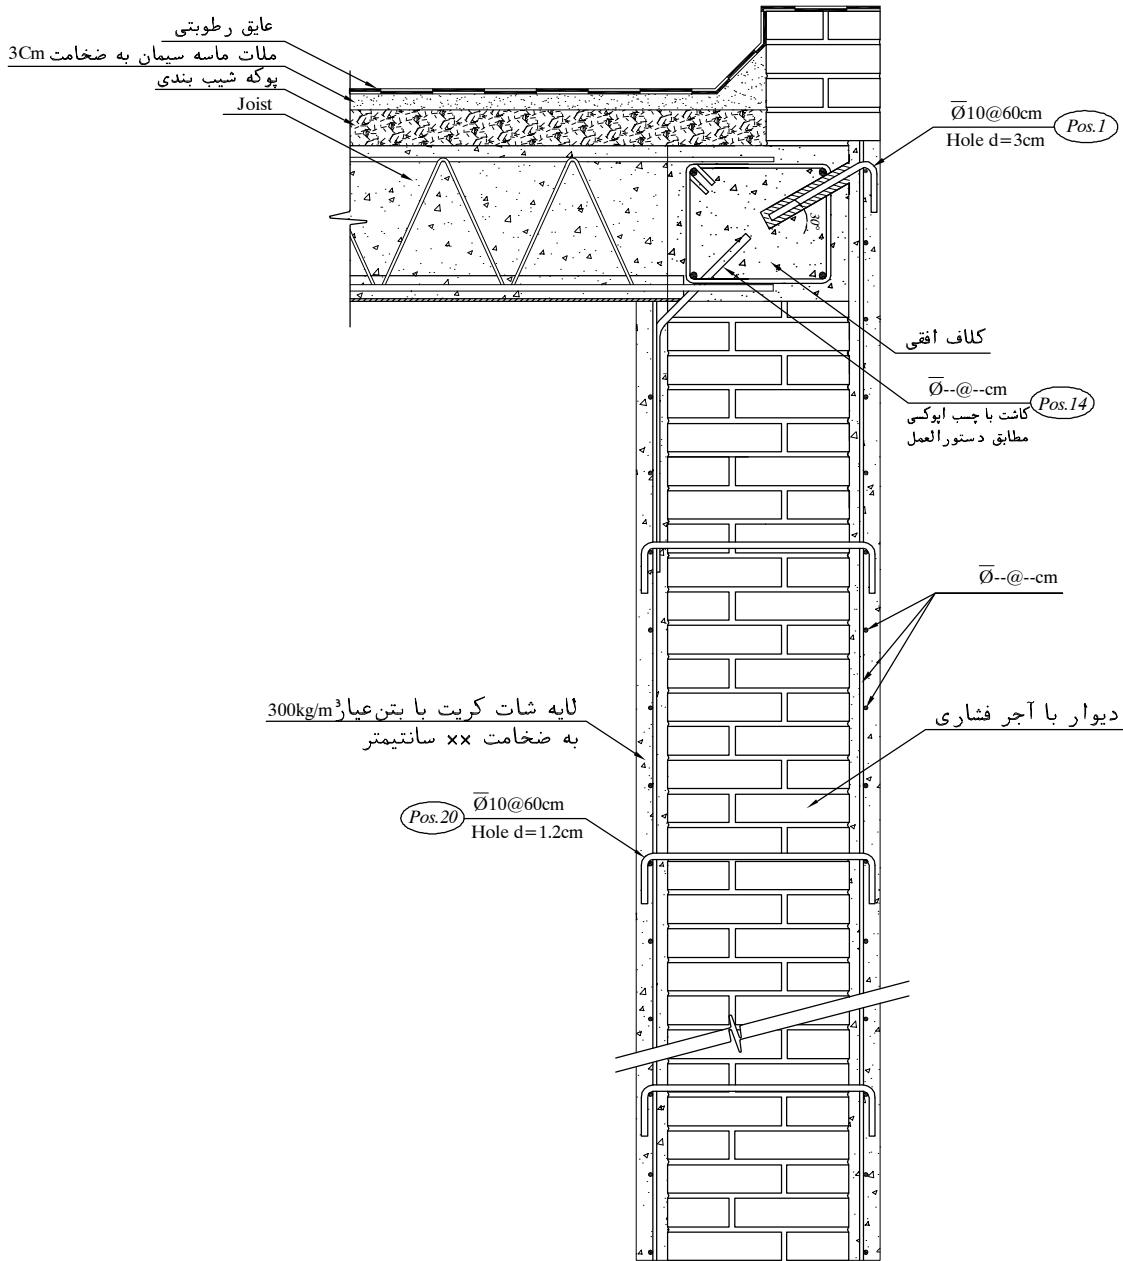 عایق رطوبتی
ملات ماسه سیمان به ضخامت 3Cm
پوکه شیب بندی
Joist
Ø10@60cm
Hole d=3cm
Pos.1
30°
کلاف افقی
Ø--@--cm
Pos.14
کاشت با چسب اپوکسی
مطابق دستورالعمل
Ø--@--cm
لایه شات کریت با بتن عیار 300kg/m³
به ضخامت xx سانتیمتر
دیوار با آجر فشاری
Pos.20
Ø10@60cm
Hole d=1.2cm